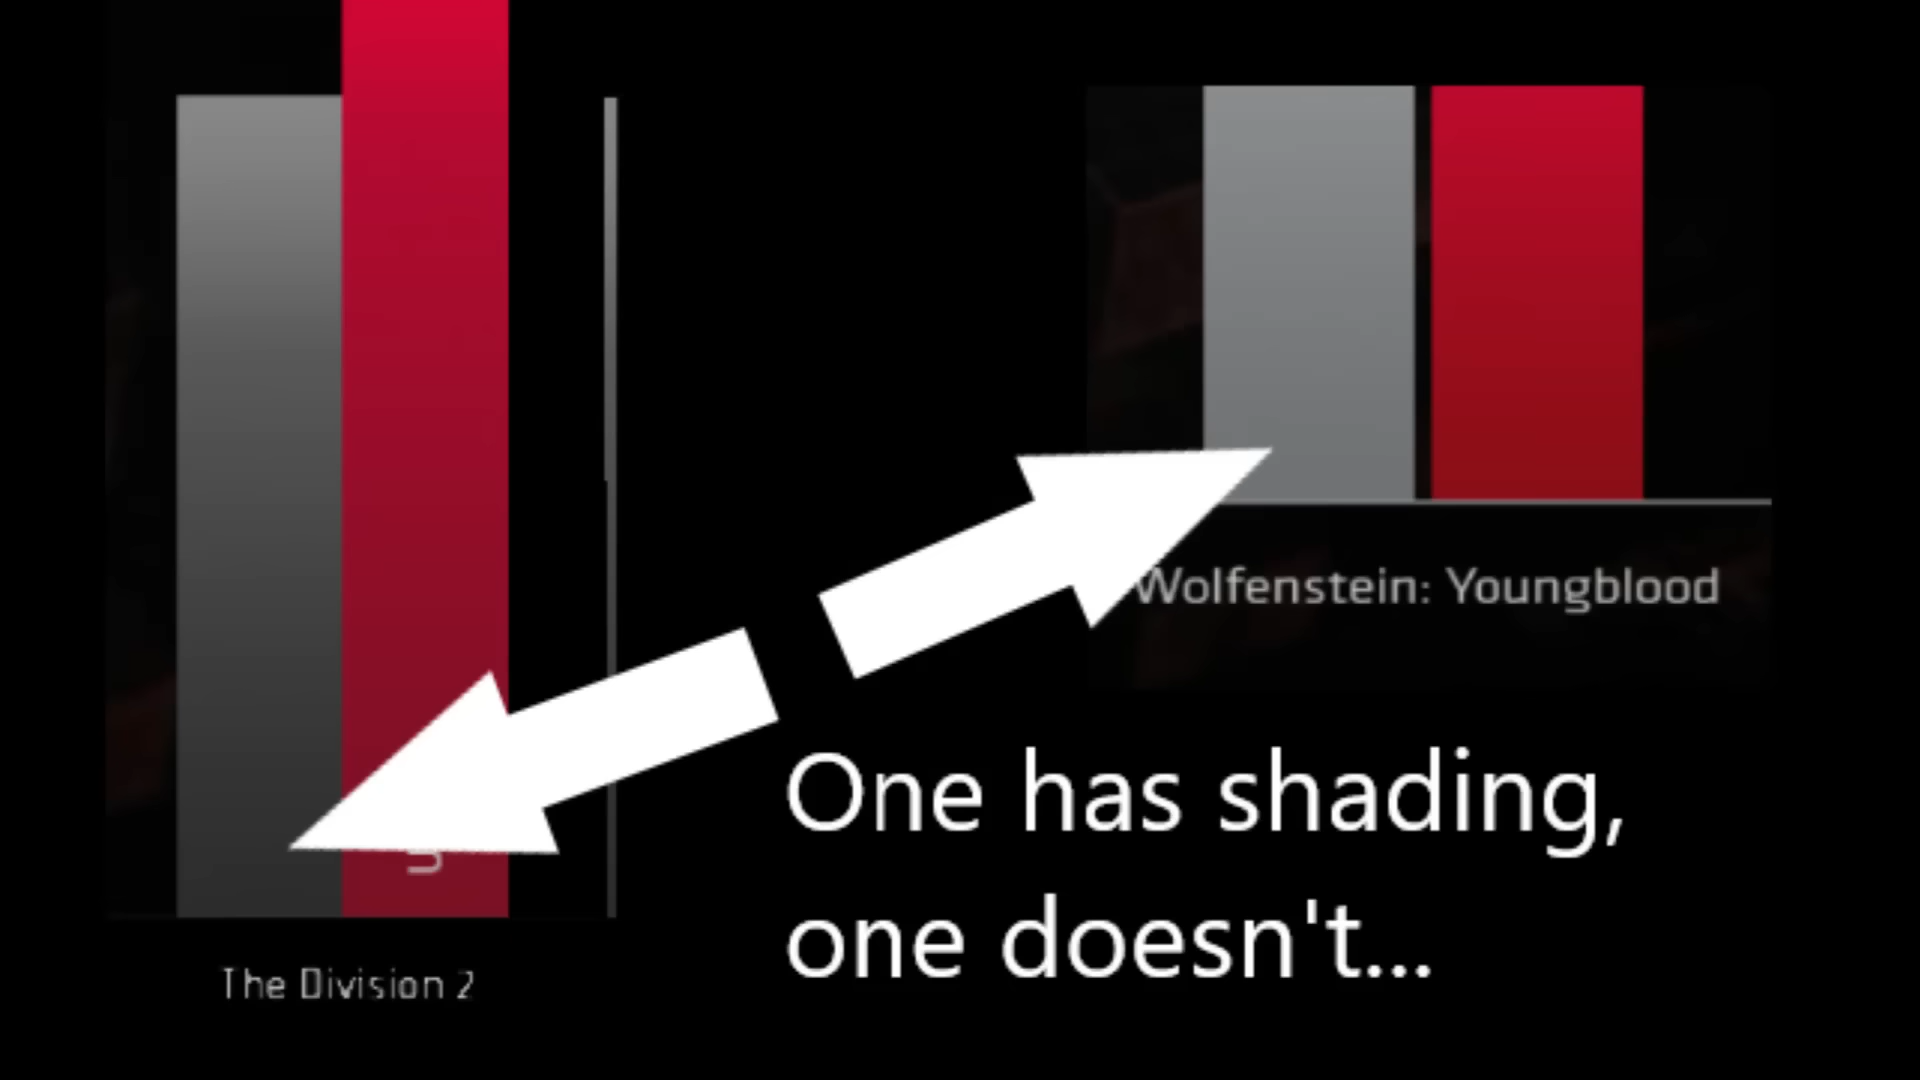 The Division 2
Wolfenstein: Youngblood
One has shading,
one doesn't...